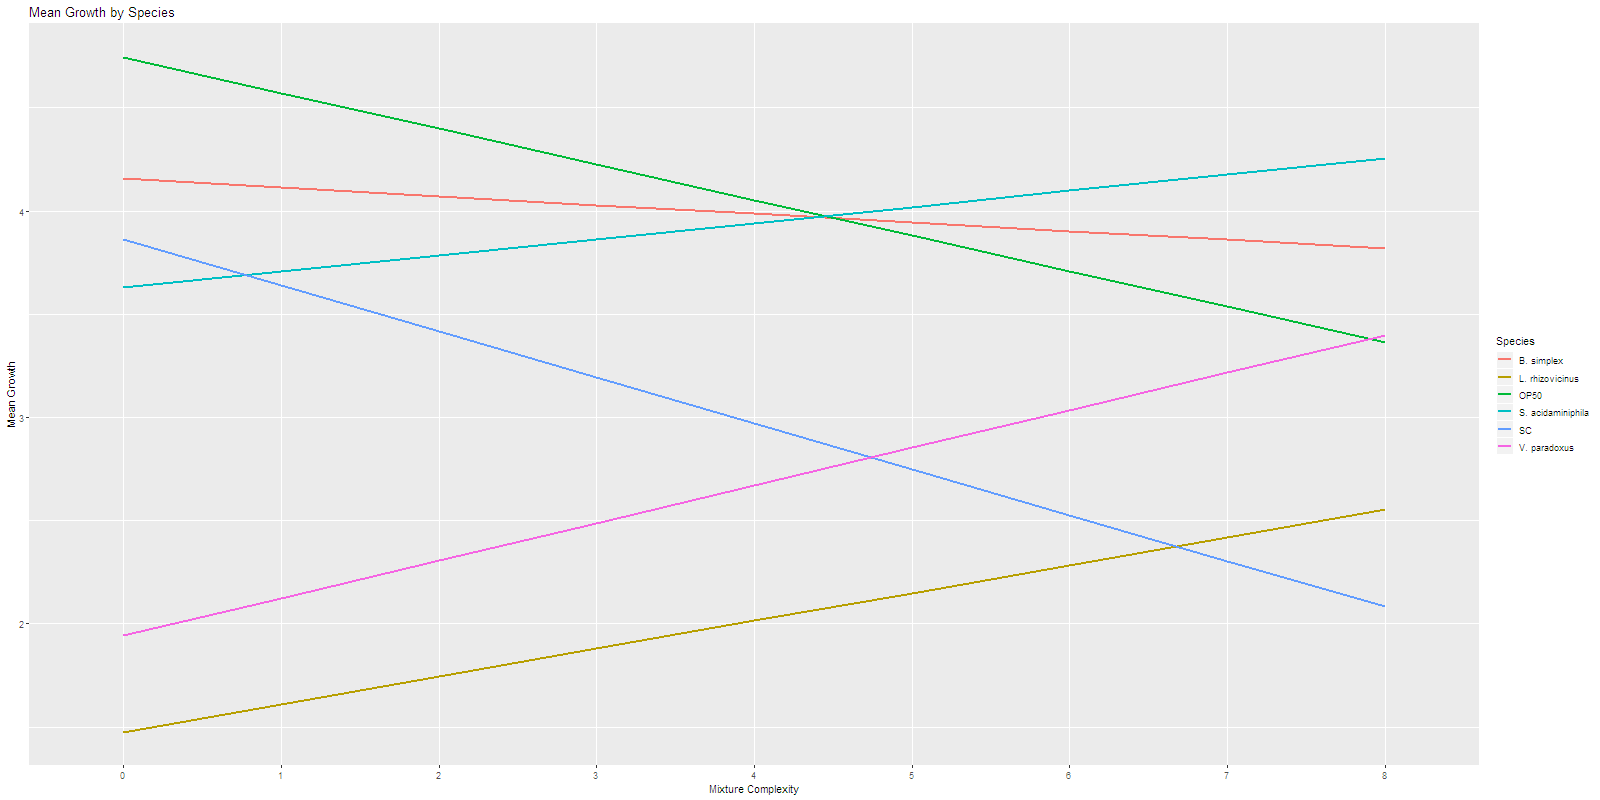 Mean Growth by Species
Mean Growth
4
3
2
0 1 2 3 4 5 6 7 8
Mixture Complexity
Species
B. simplex
L. rhizovicinus
OP50
S. acidaminiphila
SC
V. paradoxus